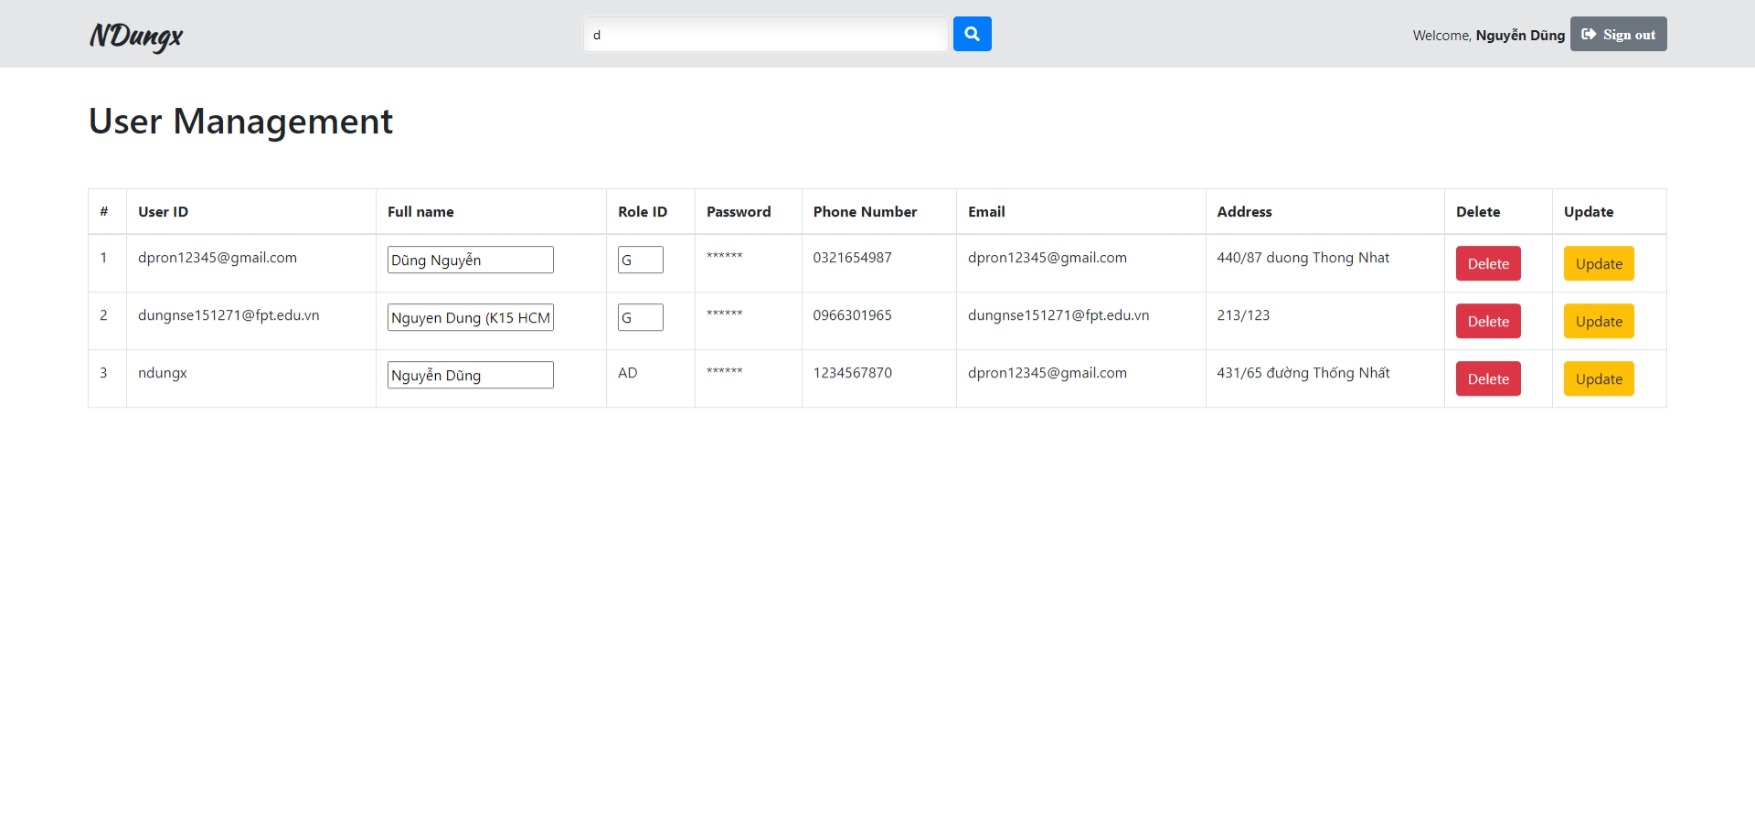 NDungx
d
Welcome, Nguyễn Dũng
Sign out
User Management
# User ID Full name Role ID Password Phone Number Email Address Delete Update
1 dpron12345@gmail.com Dũng Nguyễn G ****** 0321654987 dpron12345@gmail.com 440/87 duong Thong Nhat Delete Update
2 dungnse151271@fpt.edu.vn Nguyen Dung (K15 HCM G ****** 0966301965 dungnse151271@fpt.edu.vn 213/123 Delete Update
3 ndungx Nguyễn Dũng AD ****** 1234567870 dpron12345@gmail.com 431/65 đường Thống Nhất Delete Update